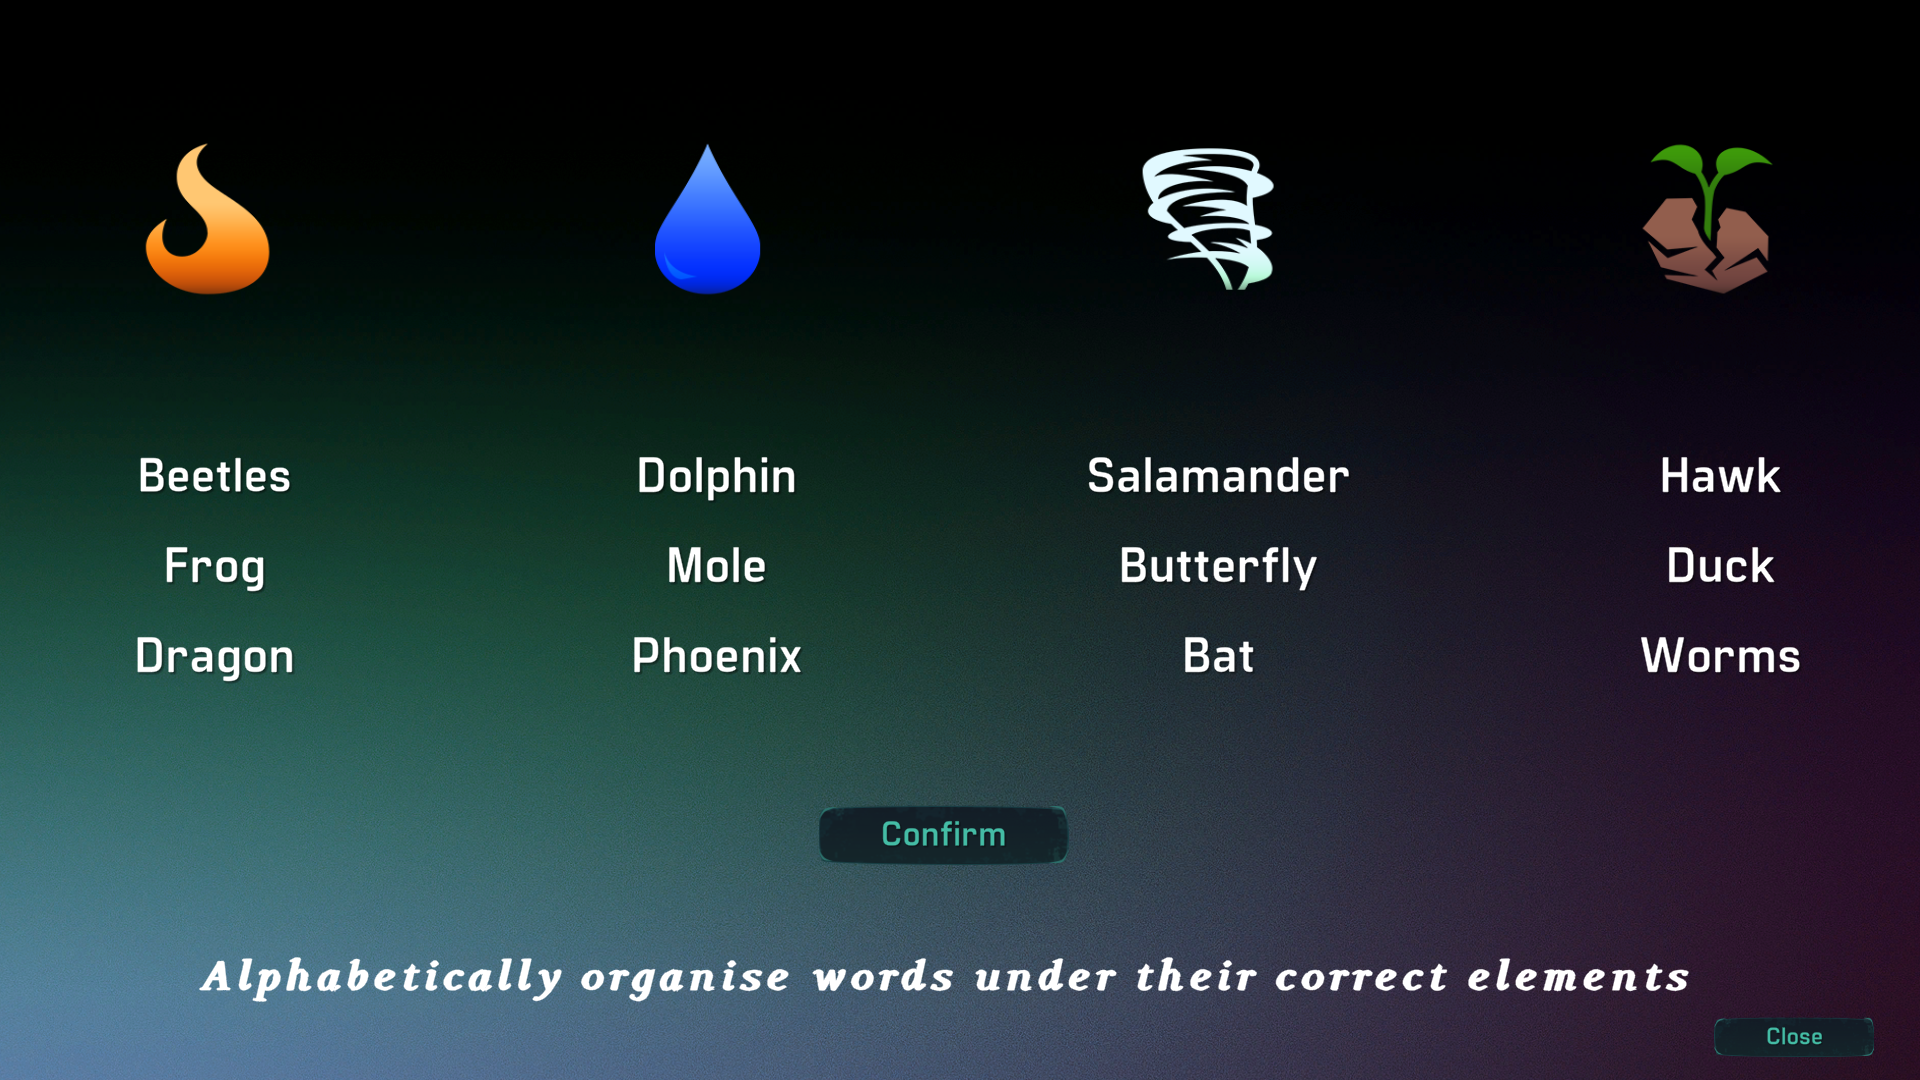 Beetles Dolphin Salamander Hawk
Frog Mole Butterfly Duck
Dragon Phoenix Bat Worms
Confirm
Alphabetically organise words under their correct elements
Close